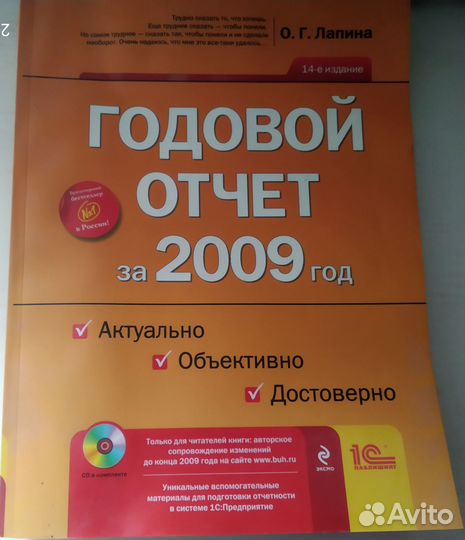 Трудно сказать то, что хочешь.
Еще труднее сказать — чтобы поняли.
Но самое трудное — сказать так, чтобы поняли и не сделали
наоборот. Очень надеюсь, что мне это все-таки удалось...
О. Г. Лапина
14-е издание
ГОДОВОЙ
ОТЧЕТ
за 2009 год
Бухгалтерский
бестселлер
№1
в России!
Актуально
Объективно
Достоверно
Только для читателей книги: авторское
сопровождение изменений
до конца 2009 года на сайте www.buh.ru
CD в комплекте
Уникальные вспомогательные
материалы для подготовки отчетности
в системе 1С:Предприятие
ЭКСМО
1С
ПАБЛИШИНГ
Avito